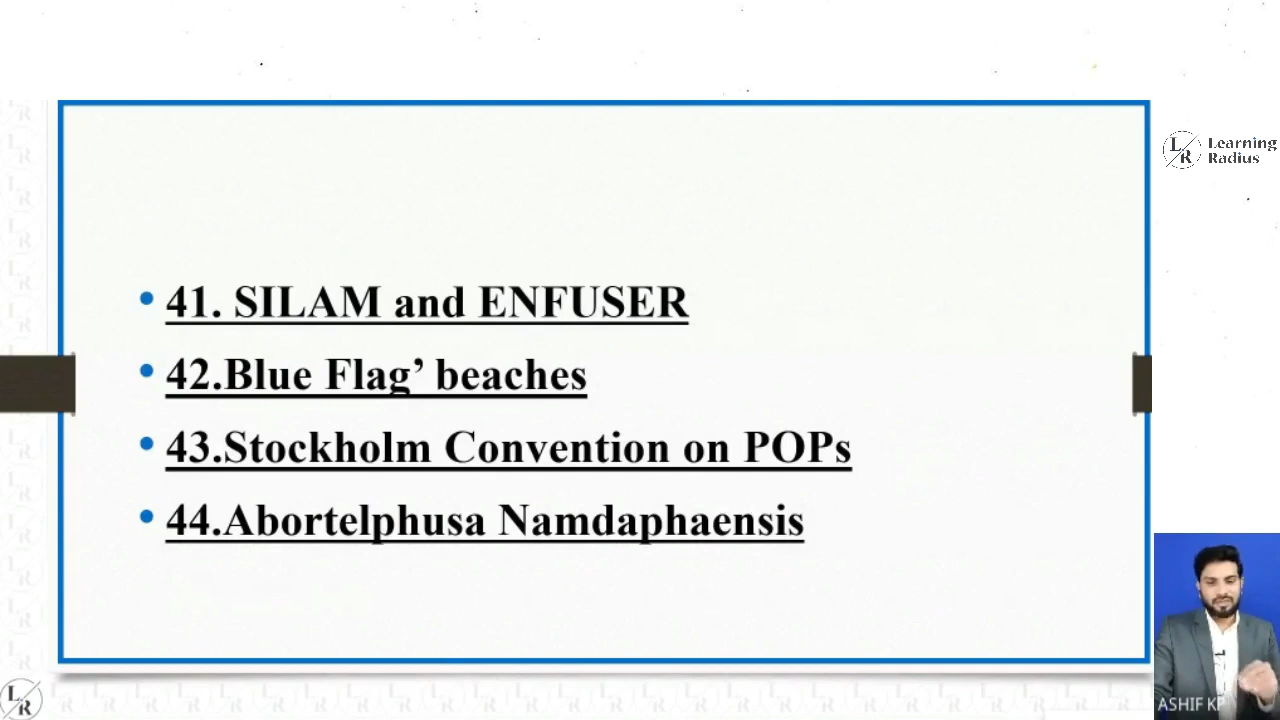 L R Learning
Radius
• 41. SILAM and ENFUSER
• 42.Blue Flag’ beaches
• 43.Stockholm Convention on POPs
• 44.Abortelphusa Namdaphaensis
L R
ASHIF KP